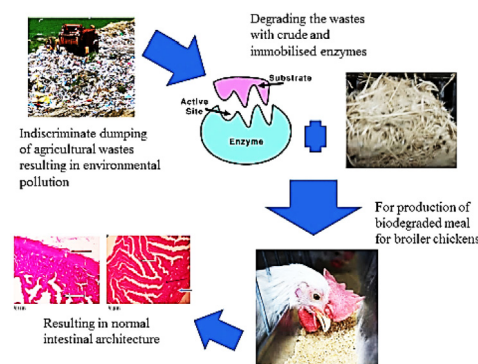 Degrading the wastes
with crude and
immobilised enzymes
Substrate
Active
Site
Enzyme
Indiscriminate dumping
of agricultural wastes
resulting in environmental
pollution
For production of
biodegraded meal
for broiler chickens
Resulting in normal
intestinal architecture